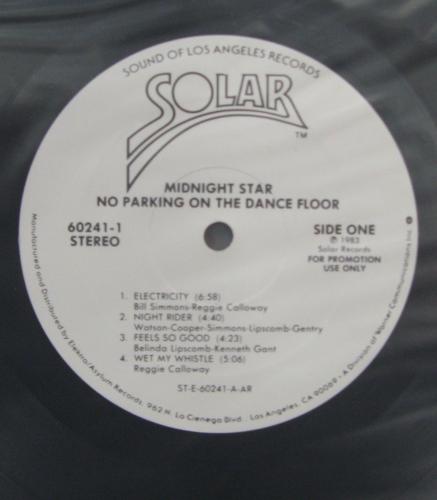 SOUND OF LOS ANGELES RECORDS
SOLAR
TM
MIDNIGHT STAR
NO PARKING ON THE DANCE FLOOR
60241-1
STEREO
SIDE ONE
℗ 1983
Solar Records
FOR PROMOTION
USE ONLY
1. ELECTRICITY (6:58)
Bill Simmons-Reggie Calloway
2. NIGHT RIDER (4:40)
Watson-Cooper-Simmons-Lipscomb-Gentry
3. FEELS SO GOOD (4:23)
Belinda Lipscomb-Kenneth Gant
4. WET MY WHISTLE (5:06)
Reggie Calloway
ST-E-60241-A-AR
Manufactured and Distributed by Elektra/Asylum Records, 962 N. La Cienega Blvd., Los Angeles, CA 90069 • A Division of Warner Communications Inc.